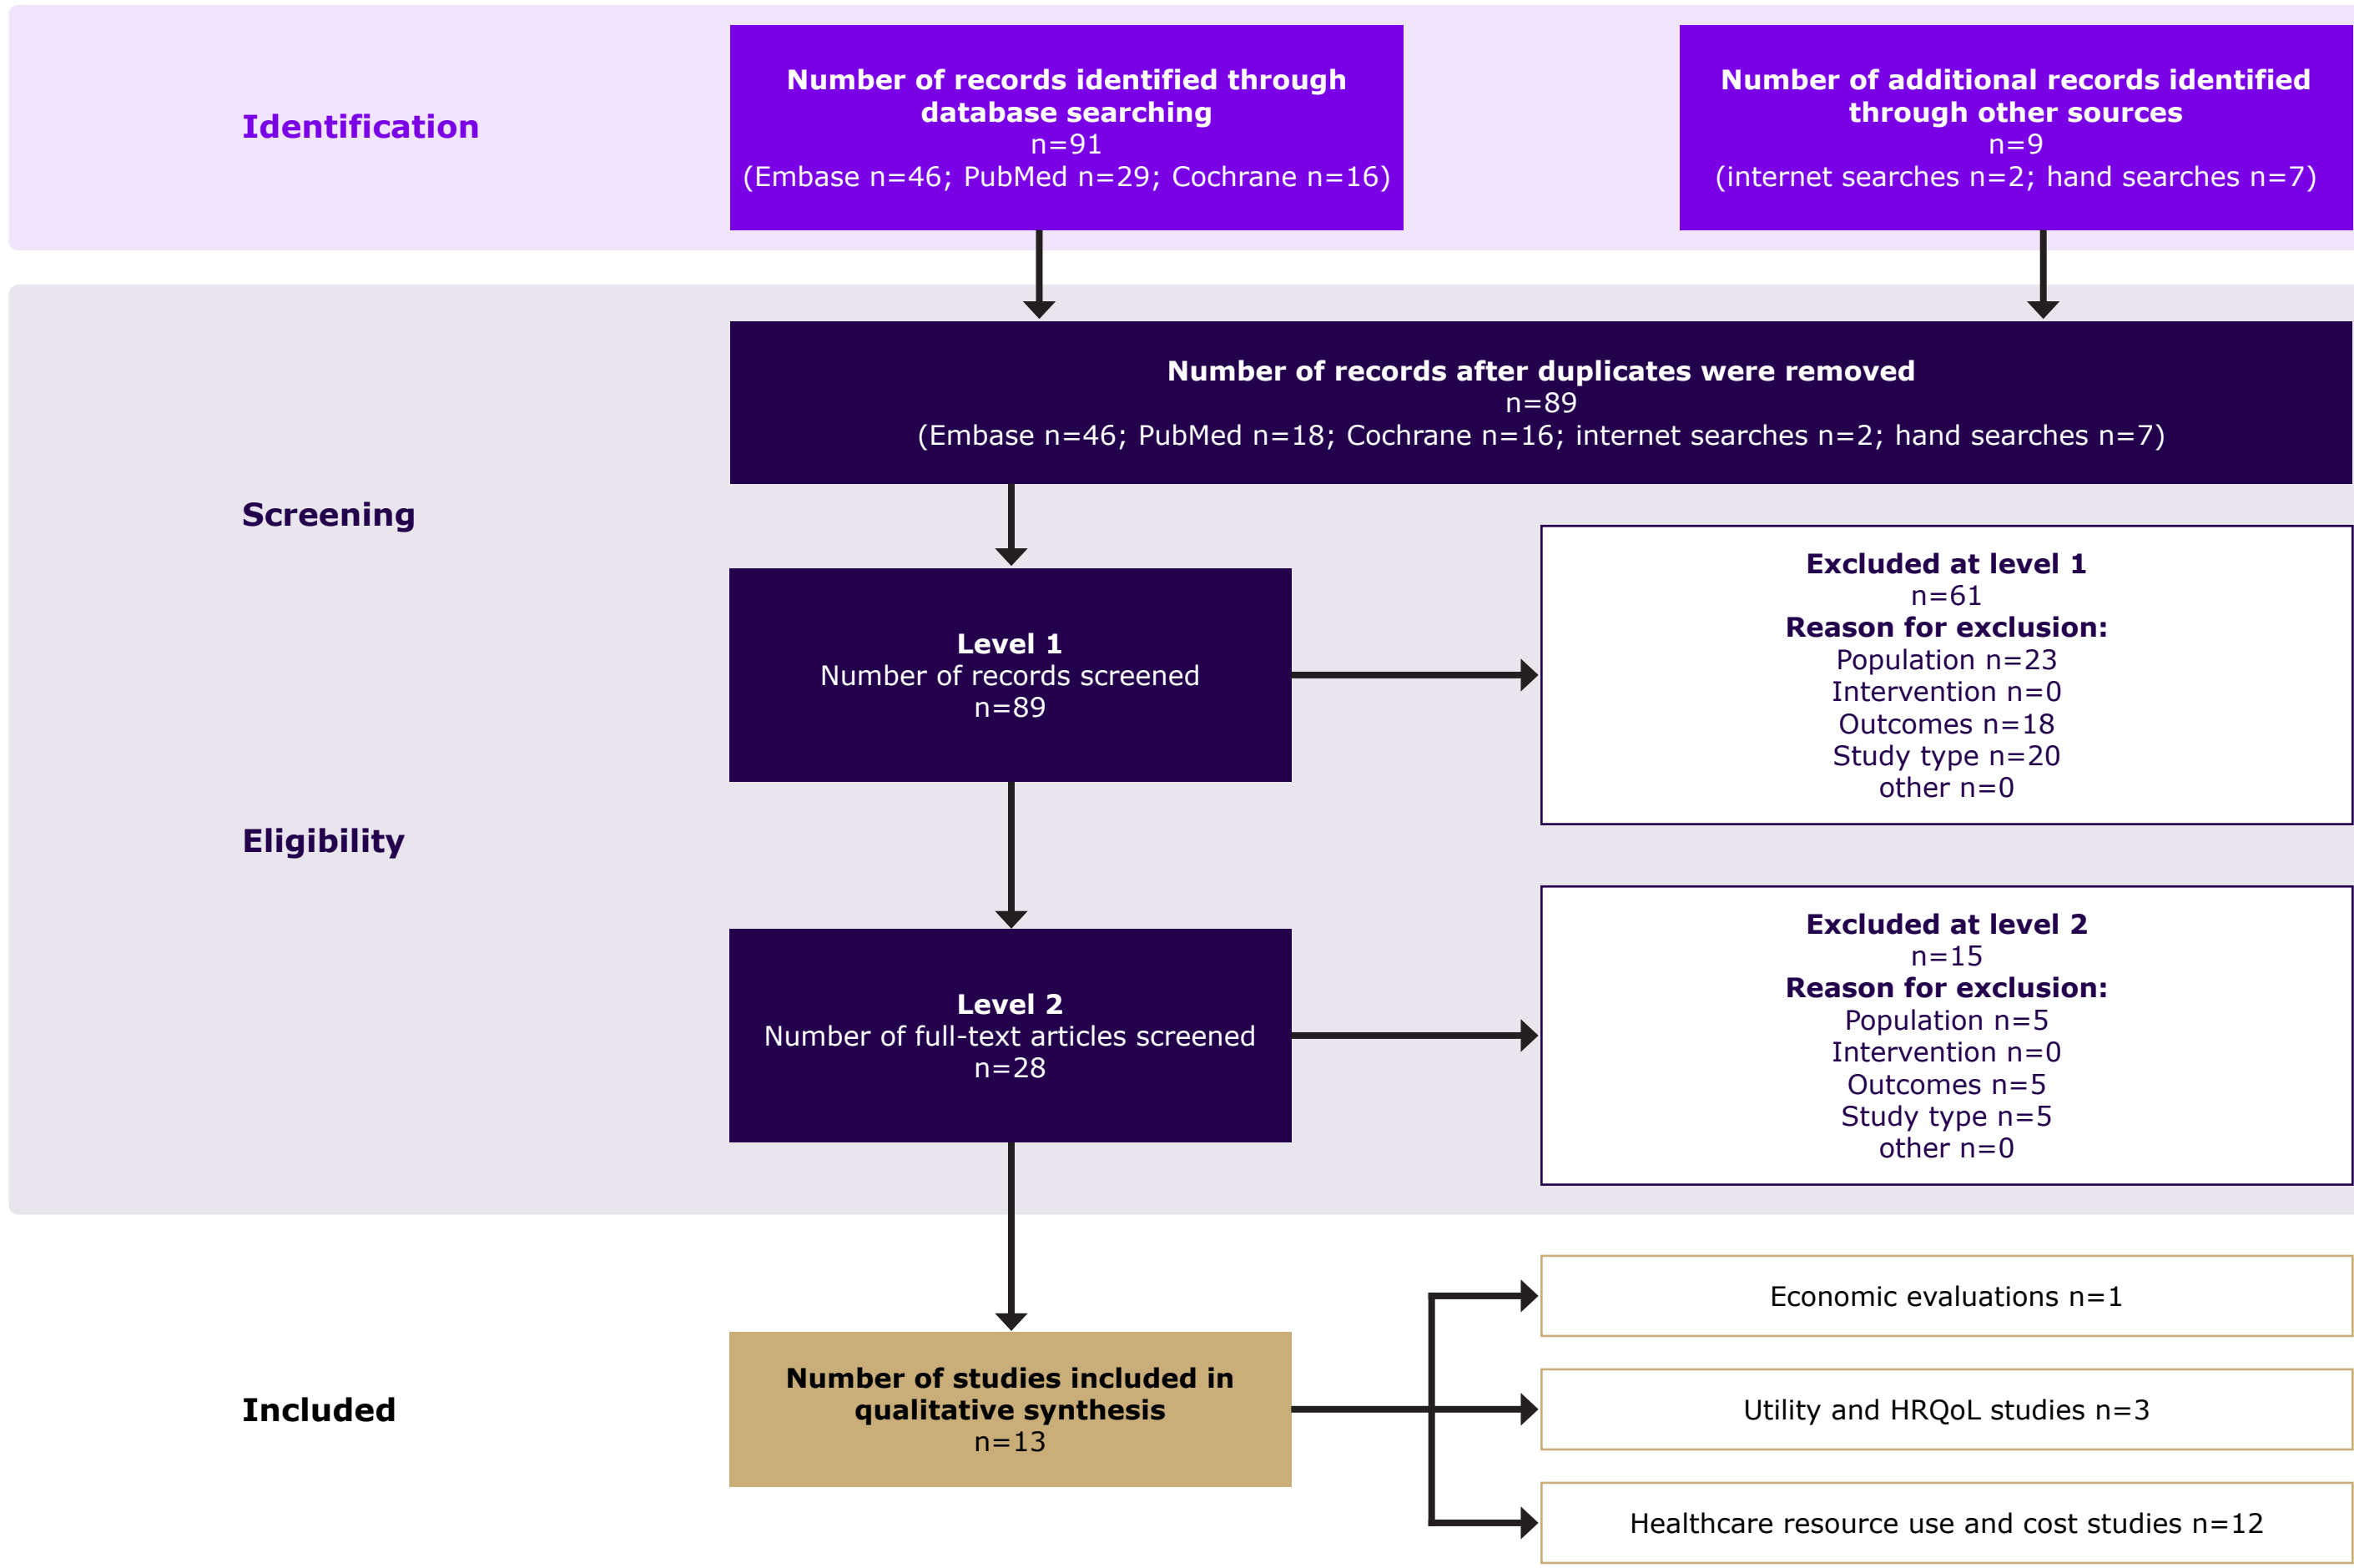 Identification
Number of records identified through
database searching
n=91
(Embase n=46; PubMed n=29; Cochrane n=16)
Number of additional records identified
through other sources
n=9
(internet searches n=2; hand searches n=7)
Number of records after duplicates were removed
n=89
(Embase n=46; PubMed n=18; Cochrane n=16; internet searches n=2; hand searches n=7)
Screening
Level 1
Number of records screened
n=89
Excluded at level 1
n=61
Reason for exclusion:
Population n=23
Intervention n=0
Outcomes n=18
Study type n=20
other n=0
Eligibility
Level 2
Number of full-text articles screened
n=28
Excluded at level 2
n=15
Reason for exclusion:
Population n=5
Intervention n=0
Outcomes n=5
Study type n=5
other n=0
Included
Number of studies included in
qualitative synthesis
n=13
Economic evaluations n=1
Utility and HRQoL studies n=3
Healthcare resource use and cost studies n=12